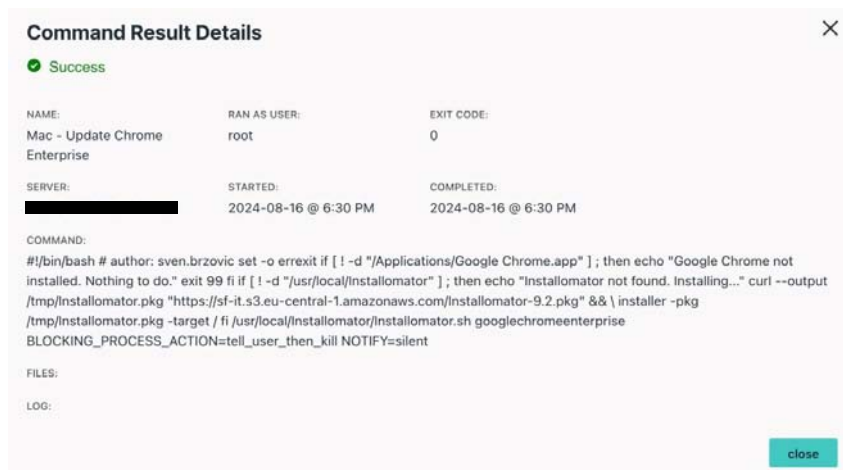 Command Result Details
Success
NAME: RAN AS USER: EXIT CODE:
Mac - Update Chrome Enterprise root 0
SERVER: STARTED: COMPLETED:
2024-08-16 @ 6:30 PM 2024-08-16 @ 6:30 PM
COMMAND:
#!/bin/bash # author: sven.brzovic set -o errexit if [ ! -d "/Applications/Google Chrome.app" ] ; then echo "Google Chrome not
installed. Nothing to do." exit 99 fi if [ ! -d "/usr/local/Installomator" ] ; then echo "Installomator not found. Installing..." curl --output
/tmp/Installomator.pkg "https://sf-it.s3.eu-central-1.amazonaws.com/Installomator-9.2.pkg" && \ installer -pkg
/tmp/Installomator.pkg -target / fi /usr/local/Installomator/Installomator.sh googlechromeenterprise
BLOCKING_PROCESS_ACTION=tell_user_then_kill NOTIFY=silent
FILES:
LOG:
close